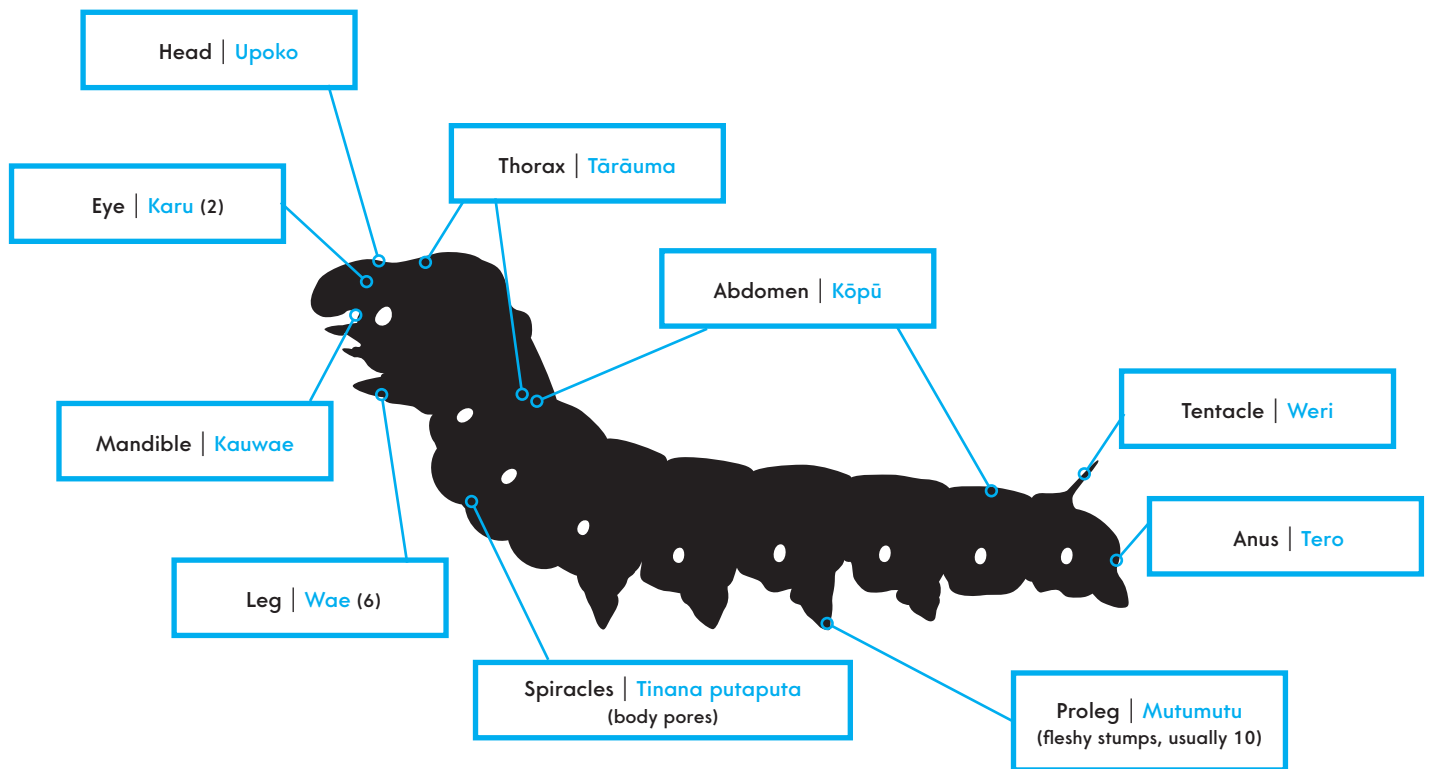 Head | Upoko
Thorax | Tārāuma
Eye | Karu (2)
Abdomen | Kōpū
Tentacle | Weri
Mandible | Kauwae
Anus | Tero
Leg | Wae (6)
Spiracles | Tinana putaputa
(body pores)
Proleg | Mutumutu
(fleshy stumps, usually 10)